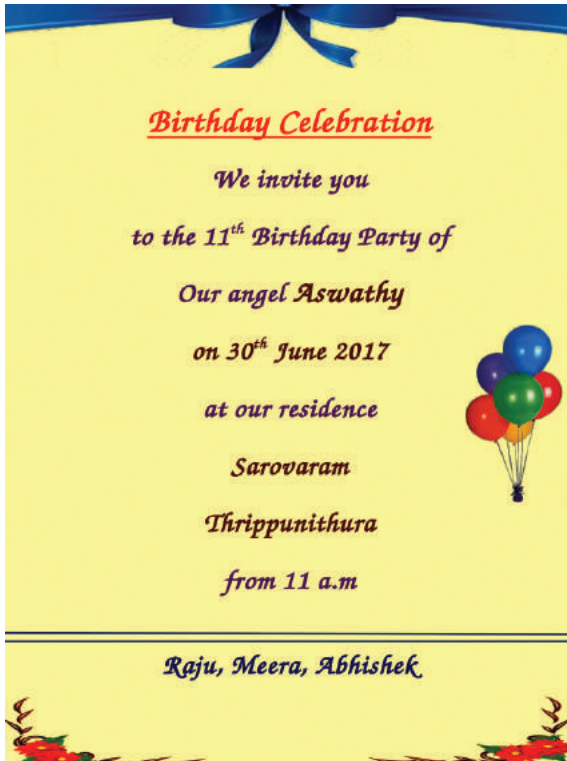 Birthday Celebration
We invite you
to the 11th Birthday Party of
Our angel Aswathy
on 30th June 2017
at our residence
Sarovaram
Thrippunithura
from 11 a.m
Raju, Meera, Abhishek